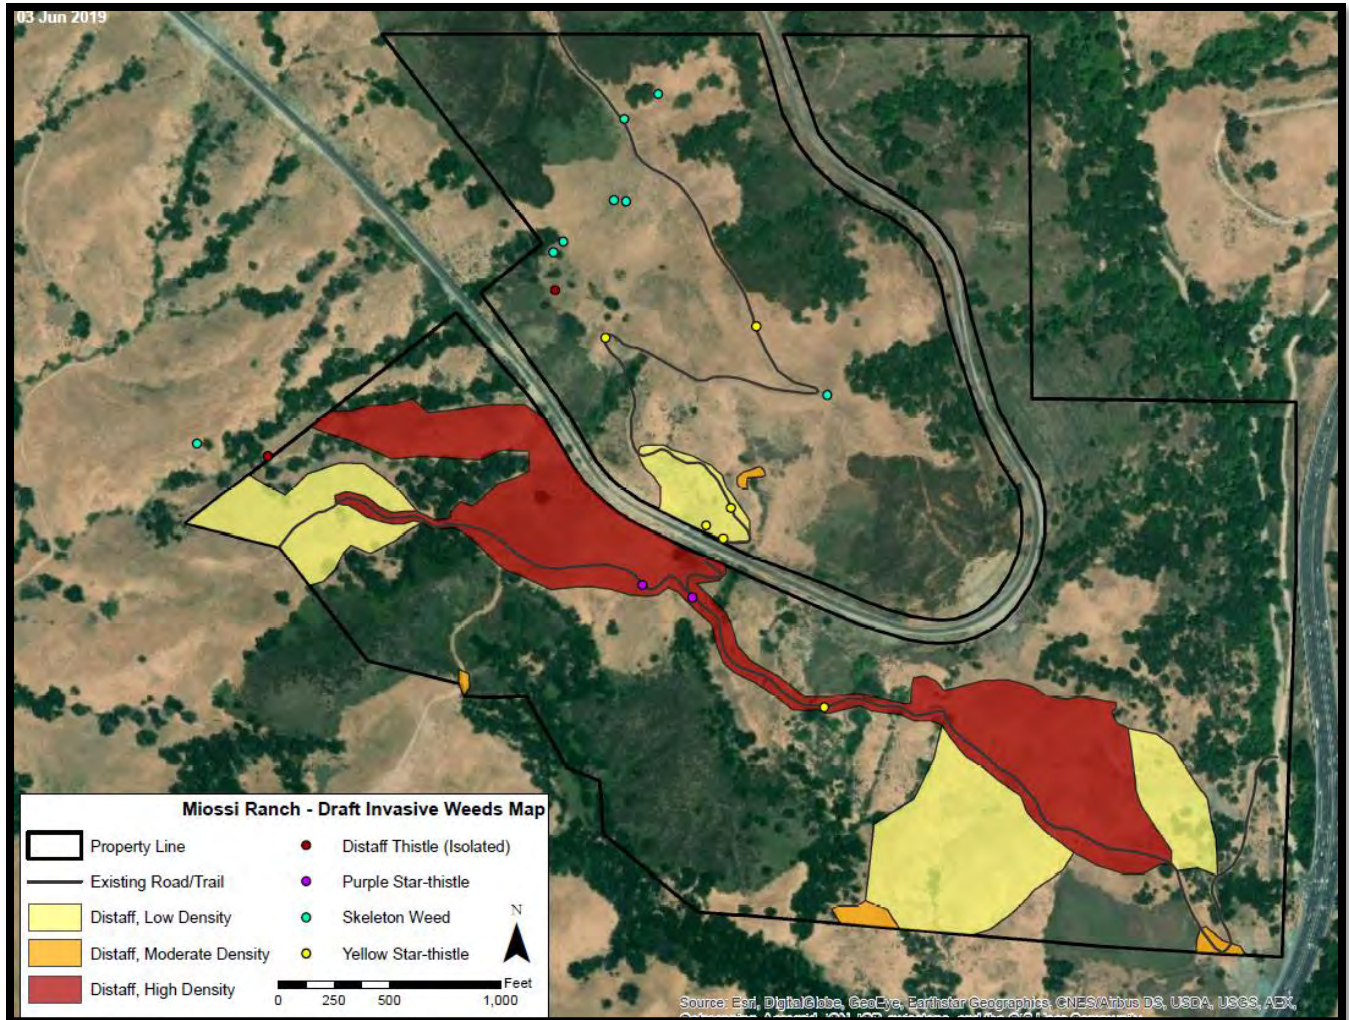 03 Jun 2019
Miossi Ranch - Draft Invasive Weeds Map
Property Line
Existing Road/Trail
Distaff, Low Density
Distaff, Moderate Density
Distaff, High Density
Distaff Thistle (Isolated)
Purple Star-thistle
Skeleton Weed
Yellow Star-thistle
N
Feet
0 250 500 1,000
Source: Esri, DigitalGlobe, GeoEye, Earthstar Geographics, CNES/Airbus DS, USDA, USGS, AEX,